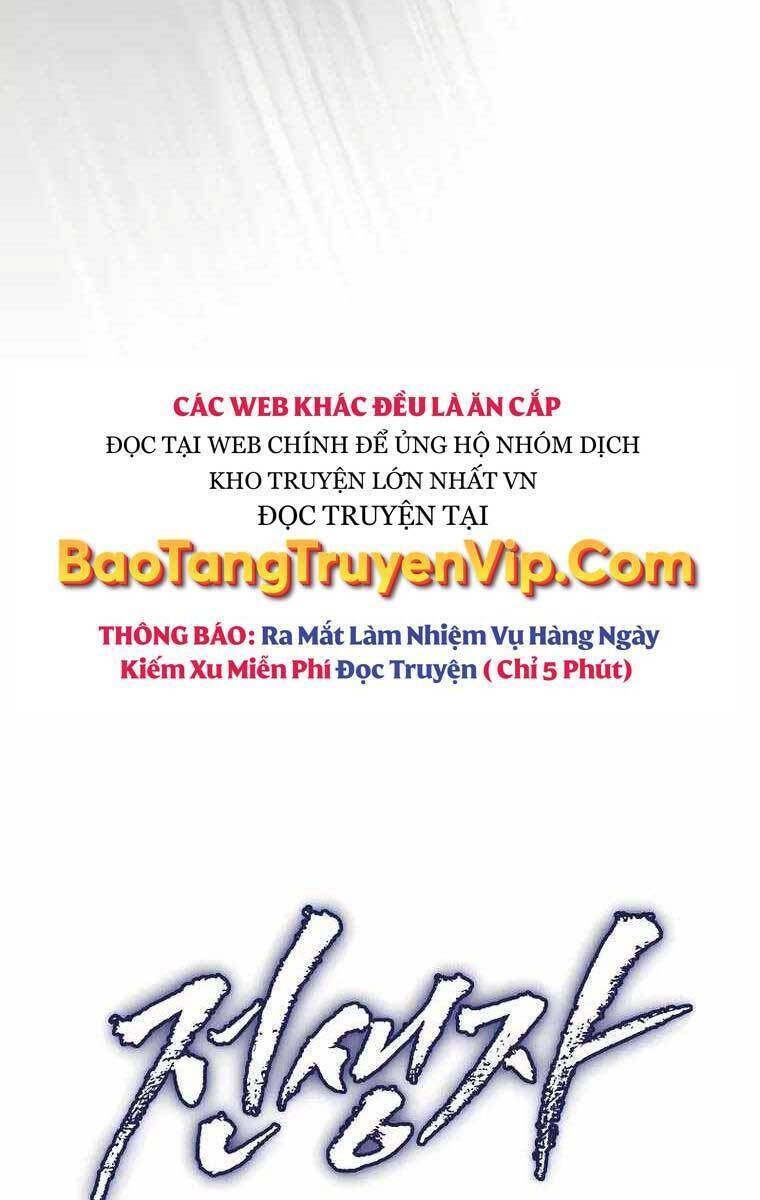 CÁC WEB KHÁC ĐỀU LÀ ĂN CẮP
ĐỌC TẠI WEB CHÍNH ĐỂ ỦNG HỘ NHÓM DỊCH
KHO TRUYỆN LỚN NHẤT VN
ĐỌC TRUYỆN TẠI
BaoTangTruyenVip.Com
THÔNG BÁO: Ra Mắt Làm Nhiệm Vụ Hàng Ngày
Kiếm Xu Miễn Phí Đọc Truyện ( Chỉ 5 Phút)
전생자